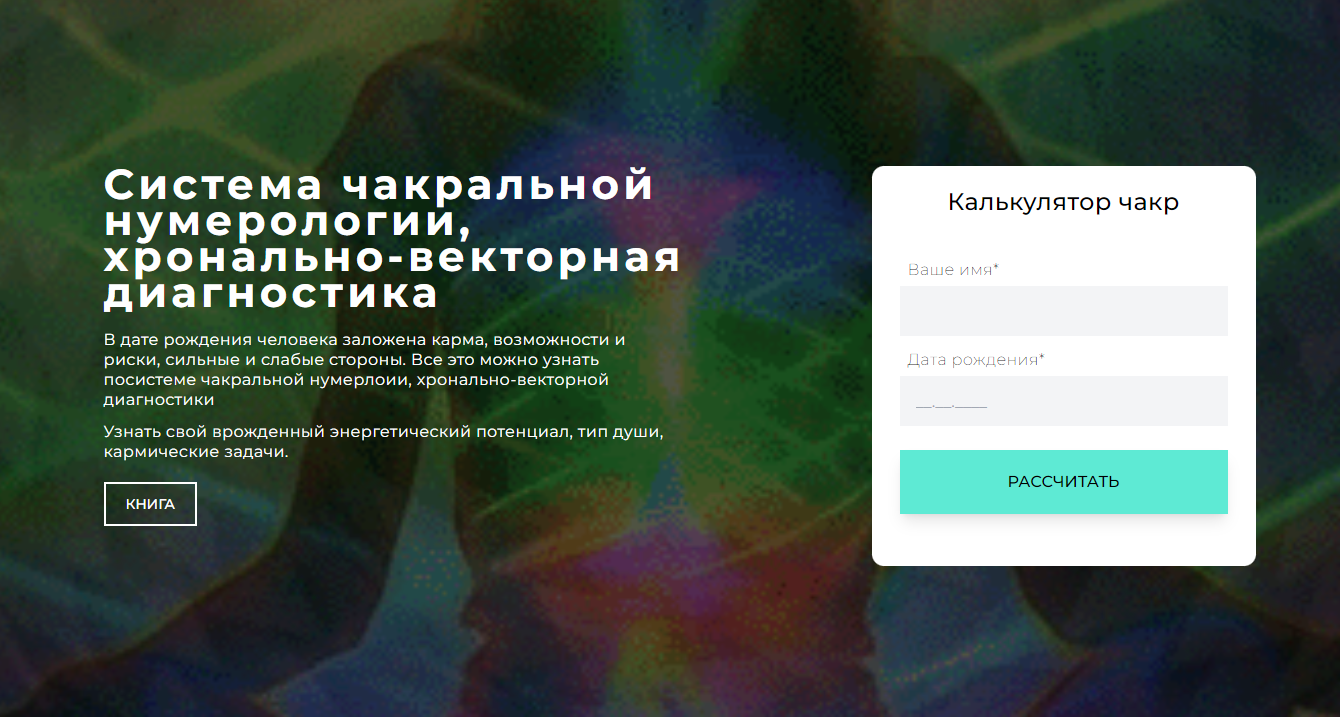 Система чакральной
нумерологии,
хронально-векторная
диагностика
В дате рождения человека заложена карма, возможности и
риски, сильные и слабые стороны. Все это можно узнать
посистеме чакральной нумерлоии, хронально-векторной
диагностики
Узнать свой врожденный энергетический потенциал, тип души,
кармические задачи.
КНИГА
Калькулятор чакр
Ваше имя*
Дата рождения*
__.__.____
РАССЧИТАТЬ